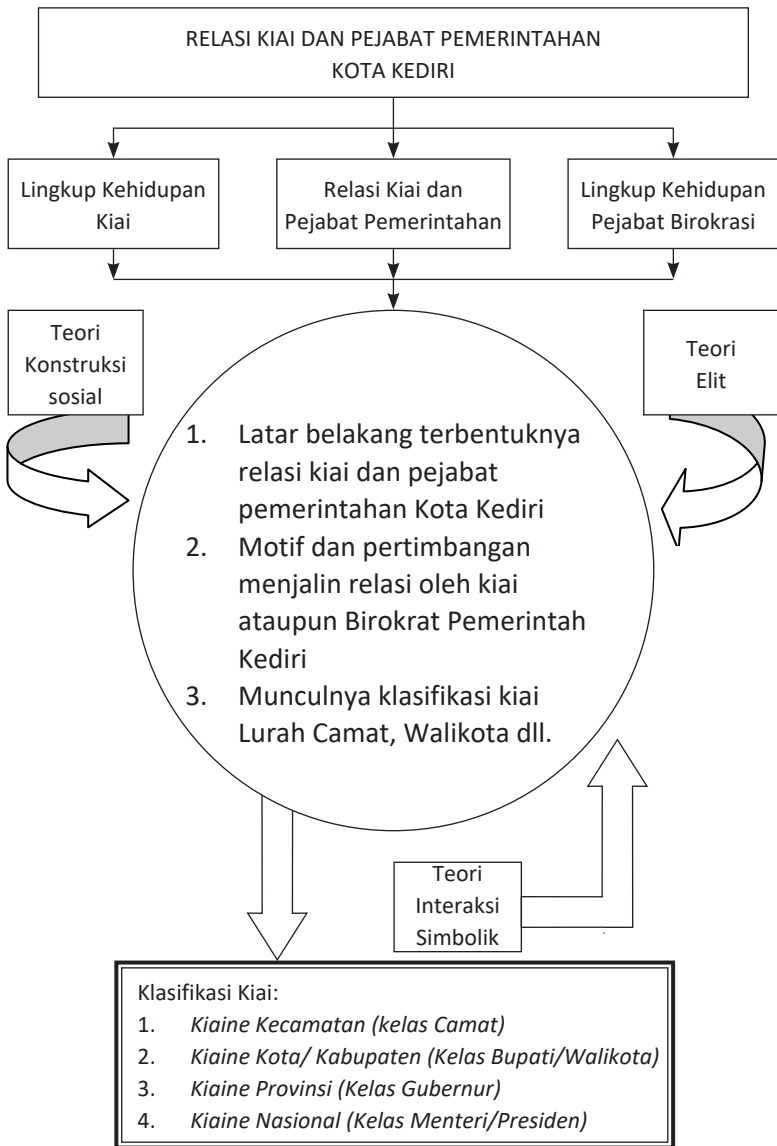 RELASI KIAI DAN PEJABAT PEMERINTAHAN
KOTA KEDIRI
Lingkup Kehidupan
Kiai
Relasi Kiai dan
Pejabat Pemerintahan
Lingkup Kehidupan
Pejabat Birokrasi
Teori
Konstruksi
sosial
Teori
Elit
1. Latar belakang terbentuknya
relasi kiai dan pejabat
pemerintahan Kota Kediri
2. Motif dan pertimbangan
menjalin relasi oleh kiai
ataupun Birokrat Pemerintah
Kediri
3. Munculnya klasifikasi kiai
Lurah Camat, Walikota dll.
Teori
Interaksi
Simbolik
Klasifikasi Kiai:
1. Kiaine Kecamatan (kelas Camat)
2. Kiaine Kota/ Kabupaten (Kelas Bupati/Walikota)
3. Kiaine Provinsi (Kelas Gubernur)
4. Kiaine Nasional (Kelas Menteri/Presiden)